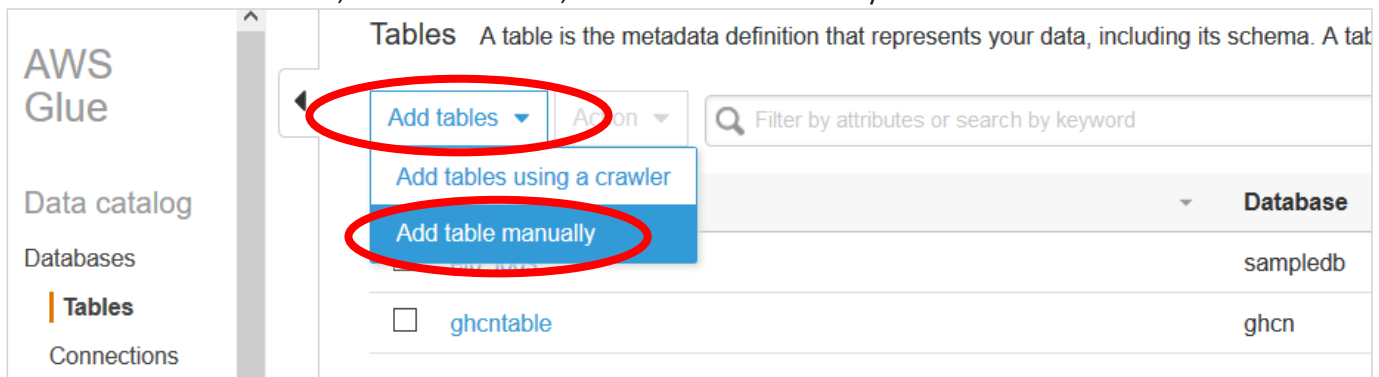 AWS
Glue
Data catalog
Databases
Tables
Connections
Tables A table is the metadata definition that represents your data, including its schema. A tab
Add tables Action Filter by attributes or search by keyword
Add tables using a crawler
Add table manually
Database
sampledb
ghcntable ghcn